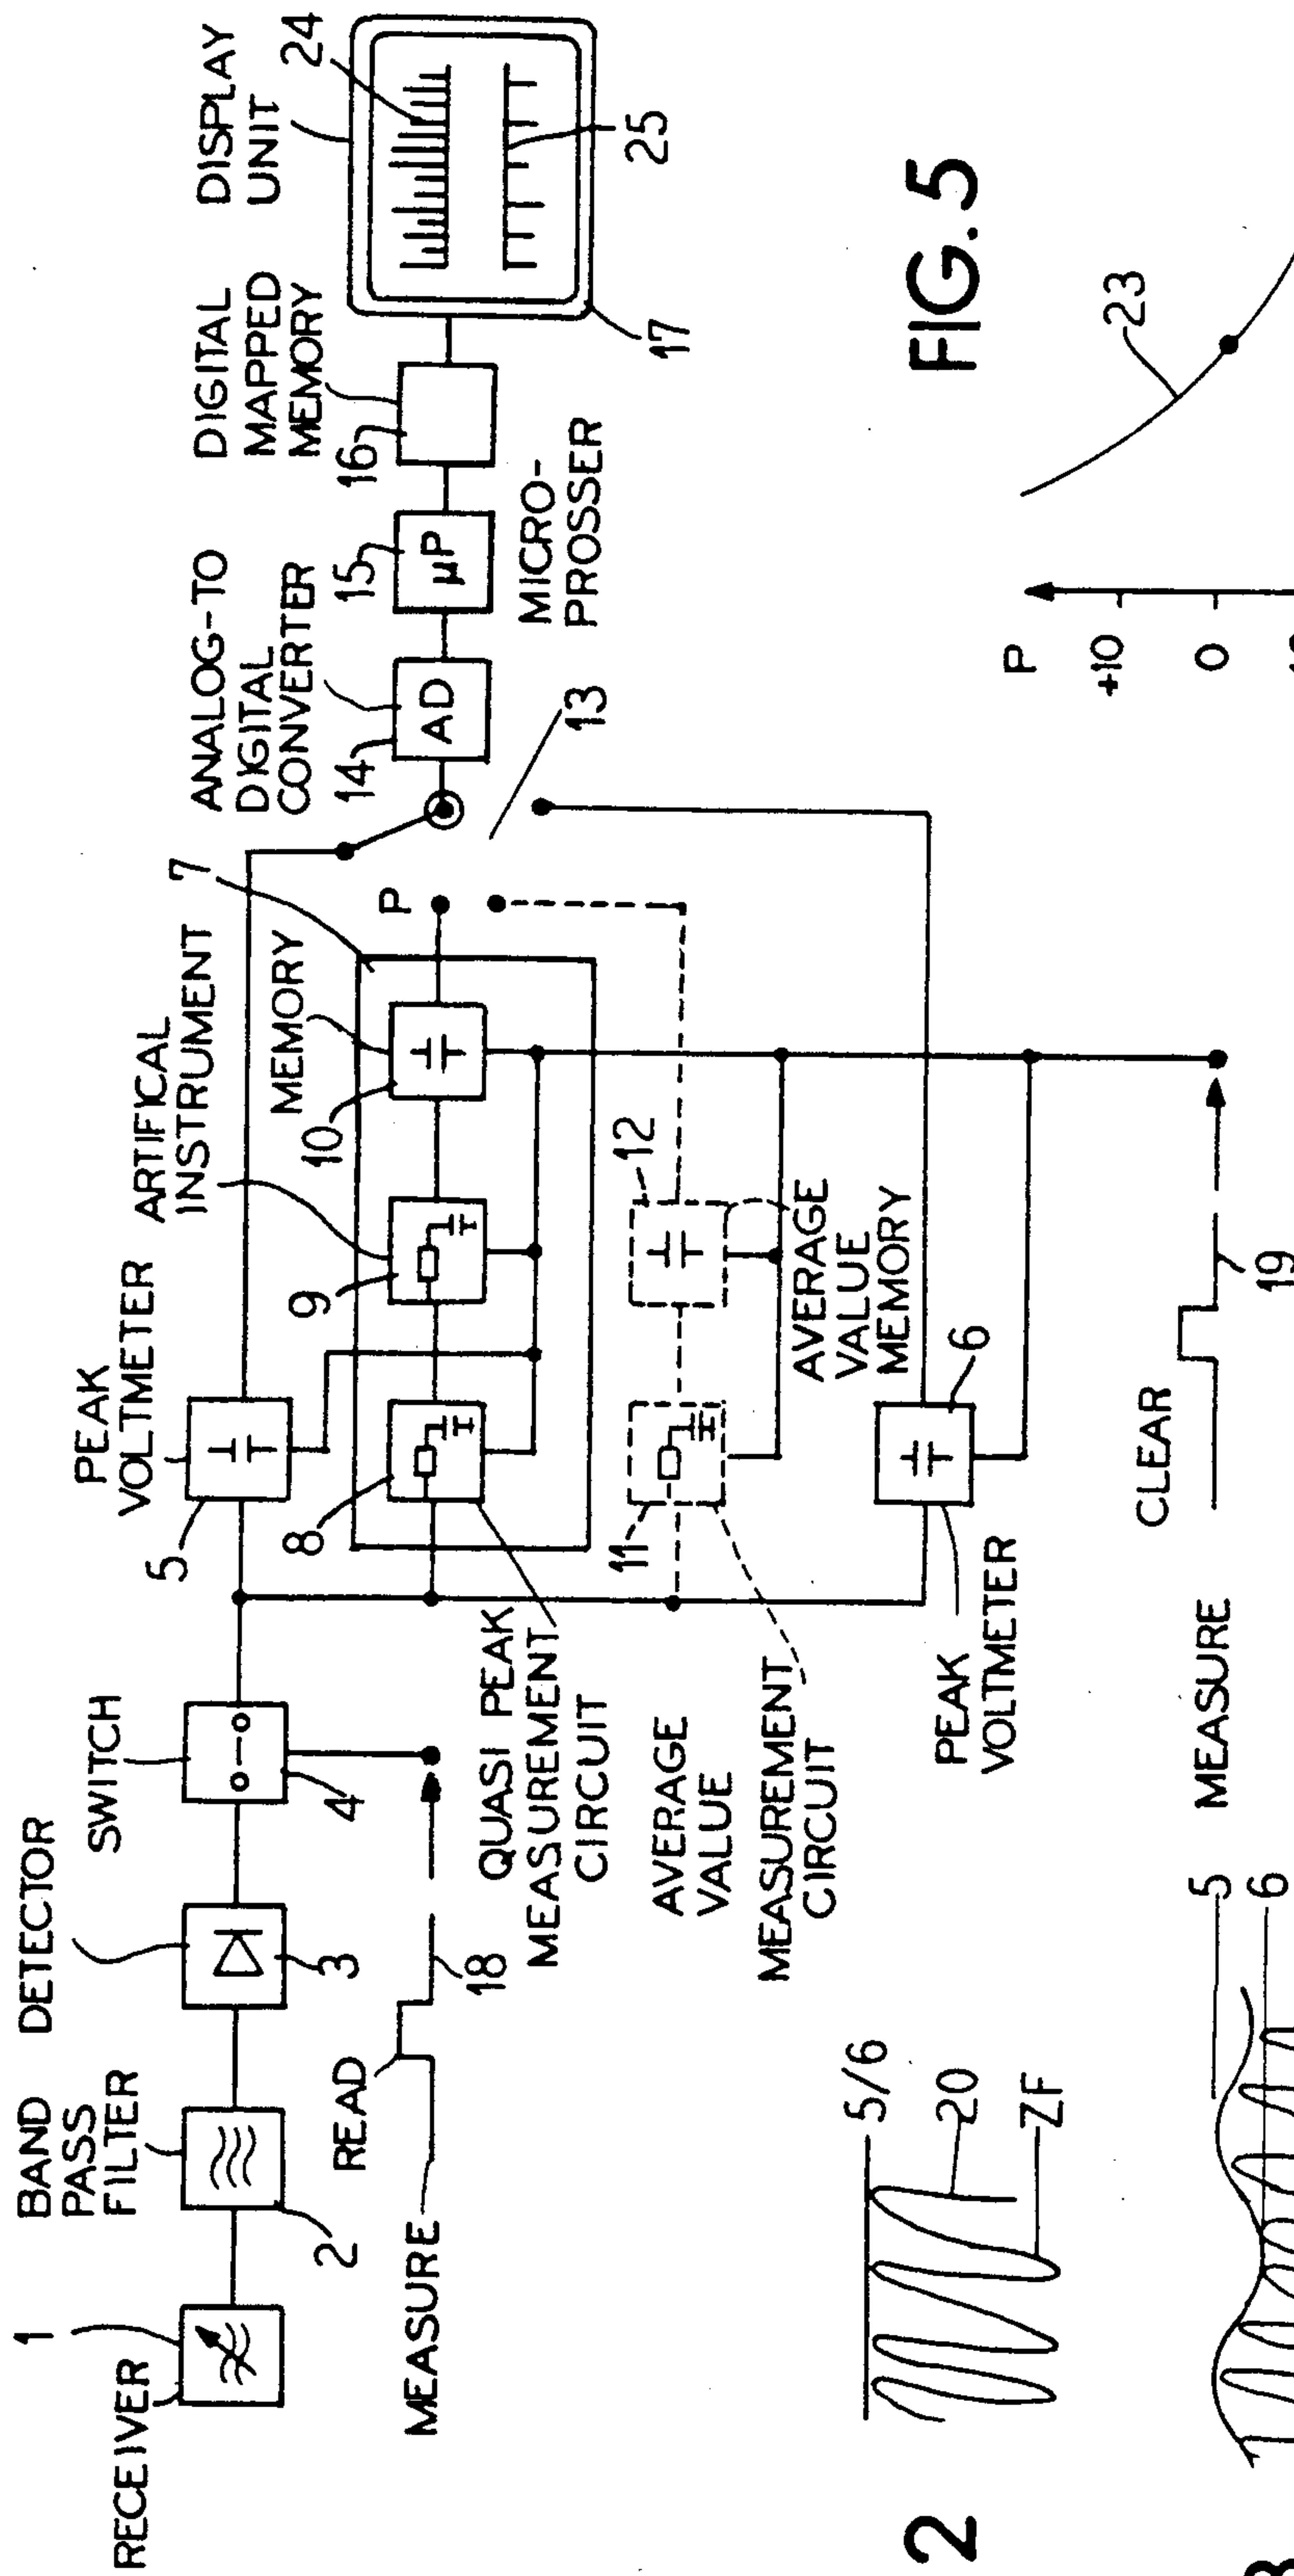 1
RECEIVER
BAND
PASS
FILTER
2
DETECTOR
3
SWITCH
4
READ
18
MEASURE
PEAK
VOLTMETER
5
ARTIFICAL
INSTRUMENT
7
MEMORY
8
9
10
P
QUASI PEAK
MEASUREMENT
CIRCUIT
11
12
AVERAGE
VALUE
MEMORY
AVERAGE
VALUE
MEASUREMENT
CIRCUIT
6
PEAK
VOLTMETER
13
ANALOG-TO
DIGITAL
CONVERTER
14
AD
15
µP
MICRO-
PROSSER
DIGITAL
MAPPED
MEMORY
16
DISPLAY
UNIT
24
25
17
CLEAR
19
MEASURE
2
5/6
20
ZF
5
6
FIG. 5
23
P
+10
0